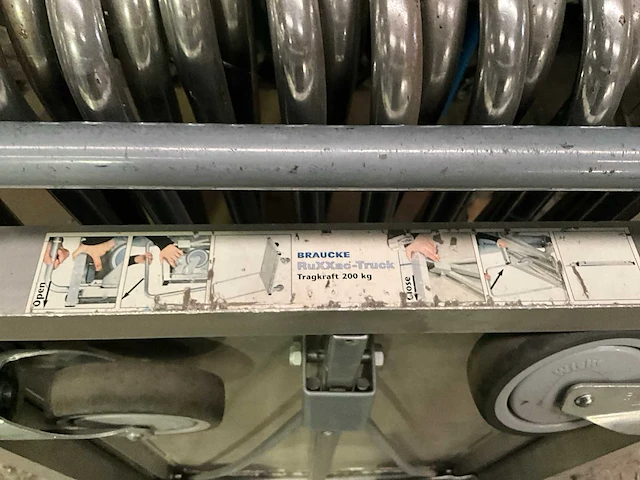 Open
BRAUCKE
RuXXac-Truck
Tragkraft 200 kg
Close